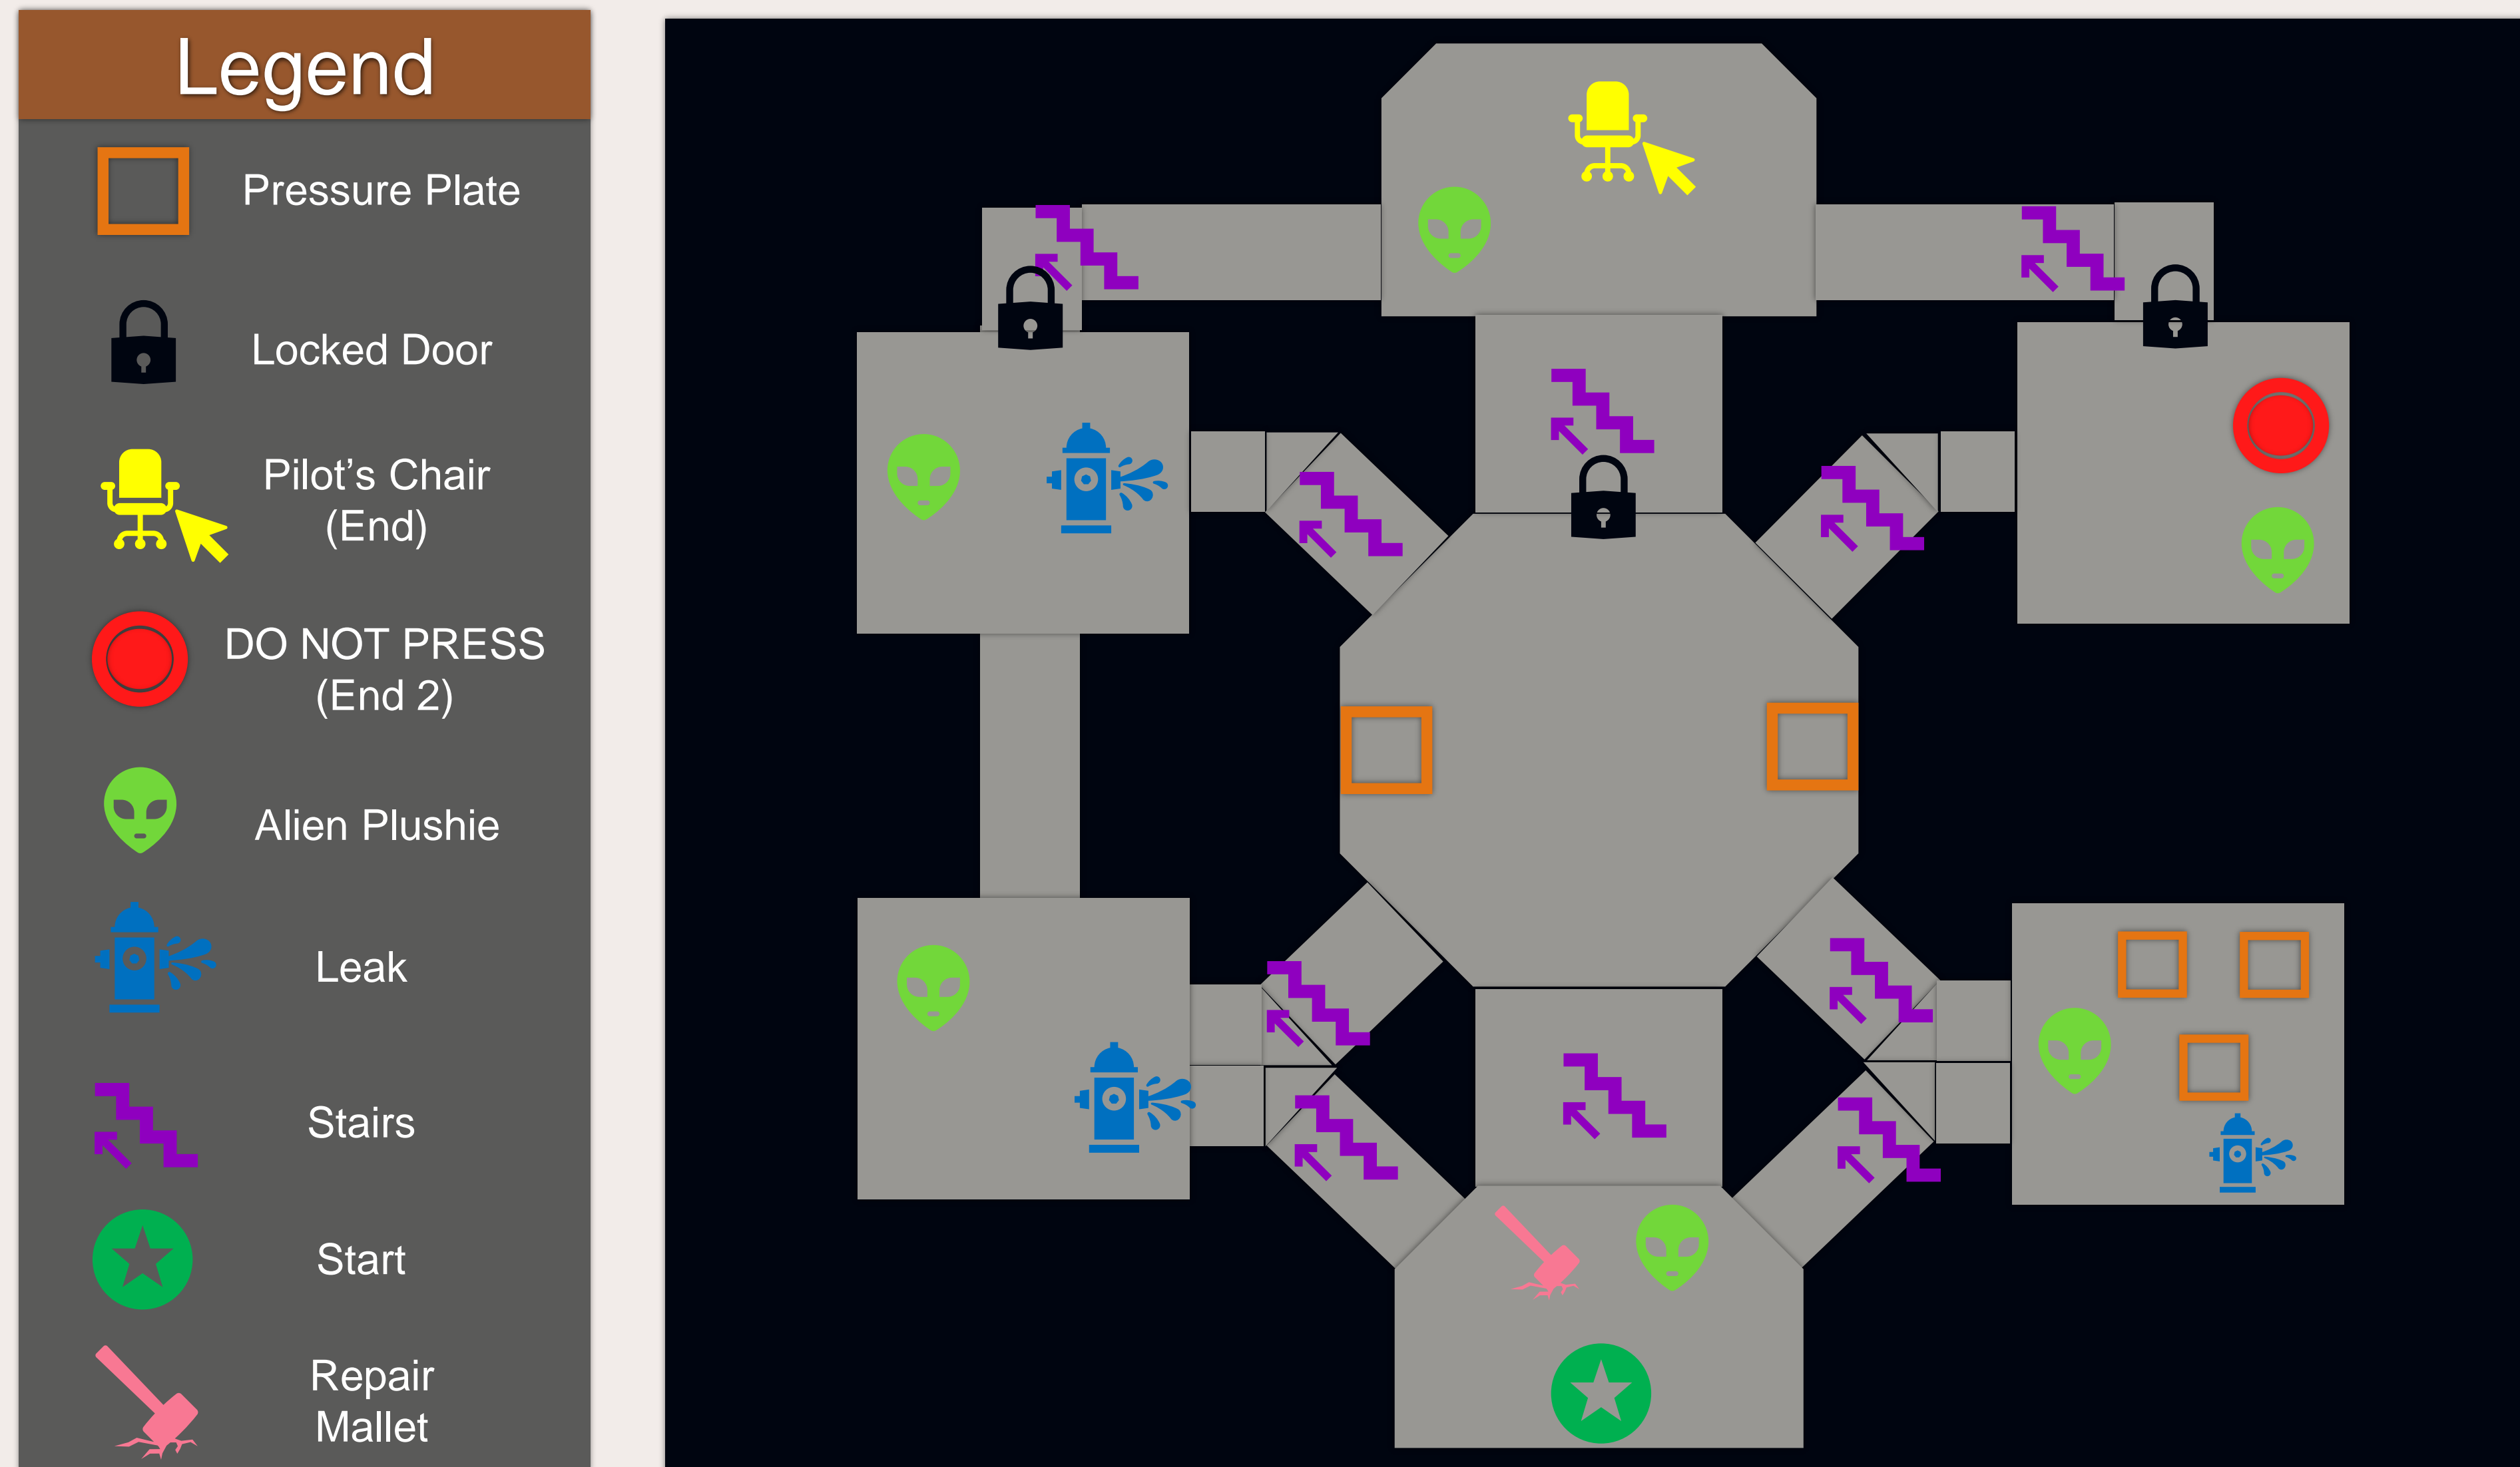 Legend
Pressure Plate
Locked Door
Pilot’s Chair
(End)
DO NOT PRESS
(End 2)
Alien Plushie
Leak
Stairs
Start
Repair
Mallet